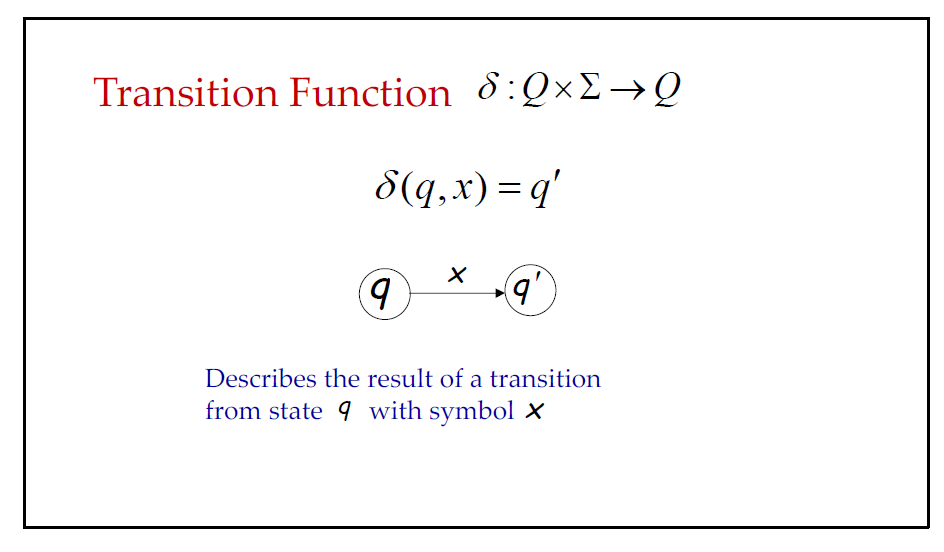 Transition Function δ : Q × Σ → Q
δ(q, x) = q′
x
q q′
Describes the result of a transition
from state q with symbol x